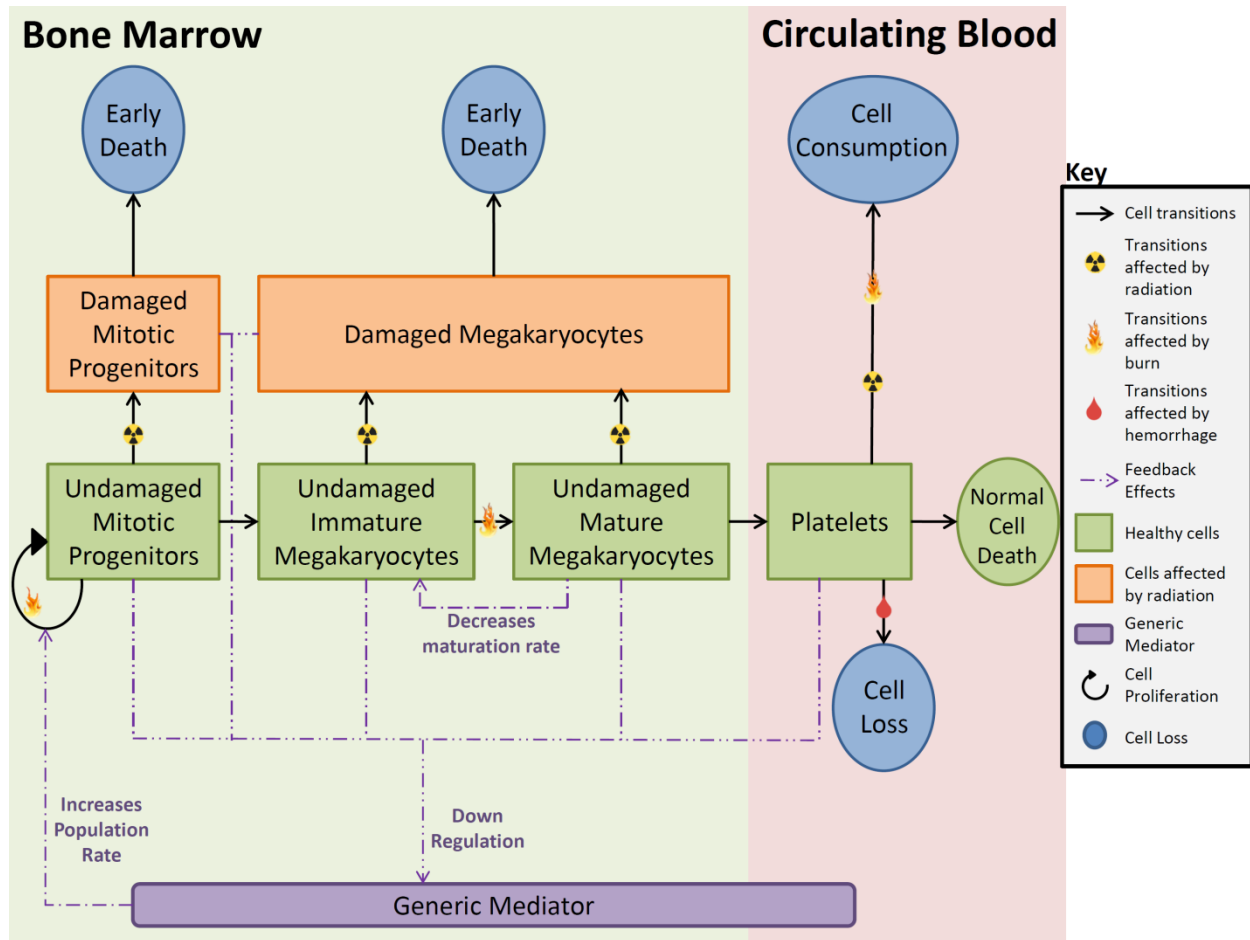 Bone Marrow
Circulating Blood
Early
Death
Early
Death
Cell
Consumption
Damaged
Mitotic
Progenitors
Damaged Megakaryocytes
Undamaged
Mitotic
Progenitors
Undamaged
Immature
Megakaryocytes
Undamaged
Mature
Megakaryocytes
Platelets
Normal
Cell
Death
Decreases
maturation rate
Cell
Loss
Increases
Population
Rate
Down
Regulation
Generic Mediator
Key
Cell transitions
Transitions
affected by
radiation
Transitions
affected by
burn
Transitions
affected by
hemorrhage
Feedback
Effects
Healthy cells
Cells affected
by radiation
Generic
Mediator
Cell
Proliferation
Cell Loss